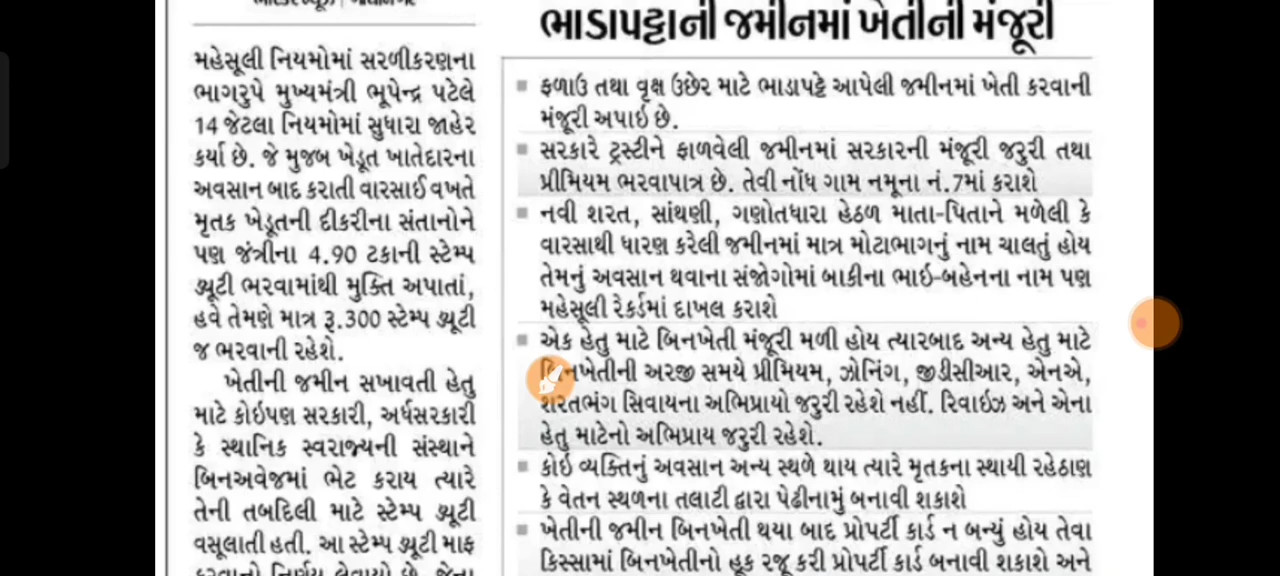 ભાડાપટ્ટાની જમીનમાં ખેતીની મંજૂરી
મહેસૂલી નિયમોમાં સરળીકરણના
ભાગરુપે મુખ્યમંત્રી ભૂપેન્દ્ર પટેલે
14 જેટલા નિયમોમાં સુધારા જાહેર
કર્યા છે. જે મુજબ ખેડૂત ખાતેદારના
અવસાન બાદ કરાતી વારસાઈ વખતે
મૃતક ખેડૂતની દીકરીના સંતાનોને
પણ જંત્રીના 4.90 ટકાની સ્ટેમ્પ
ડ્યૂટી ભરવામાંથી મુક્તિ અપાતાં,
હવે તેમણે માત્ર રૂ.300 સ્ટેમ્પ ડ્યૂટી
જ ભરવાની રહેશે.
ખેતીની જમીન સખાવતી હેતુ
માટે કોઇપણ સરકારી, અર્ધસરકારી
કે સ્થાનિક સ્વરાજ્યની સંસ્થાને
બિનઅવેજમાં ભેટ કરાય ત્યારે
તેની તબદિલી માટે સ્ટેમ્પ ડ્યૂટી
વસૂલાતી હતી. આ સ્ટેમ્પ ડ્યૂટી માફ
કરવાનો નિર્ણય લેવાયો છે. જેના
ફળાઉ તથા વૃક્ષ ઉછેર માટે ભાડાપટ્ટે આપેલી જમીનમાં ખેતી કરવાની
મંજૂરી અપાઇ છે.
સરકારે ટ્રસ્ટીને ફાળવેલી જમીનમાં સરકારની મંજૂરી જરુરી તથા
પ્રીમિયમ ભરવાપાત્ર છે. તેવી નોંધ ગામ નમૂના નં.7માં કરાશે
નવી શરત, સાંથણી, ગણોતધારા હેઠળ માતા-પિતાને મળેલી કે
વારસાથી ધારણ કરેલી જમીનમાં માત્ર મોટાભાગનું નામ ચાલતું હોય
તેમનું અવસાન થવાના સંજોગોમાં બાકીના ભાઇ-બહેનના નામ પણ
મહેસૂલી રેકર્ડમાં દાખલ કરાશે
એક હેતુ માટે બિનખેતી મંજૂરી મળી હોય ત્યારબાદ અન્ય હેતુ માટે
બિનખેતીની અરજી સમયે પ્રીમિયમ, ઝોનિંગ, જીડીસીઆર, એનએ,
શરતભંગ સિવાયના અભિપ્રાયો જરુરી રહેશે નહીં. રિવાઇઝ અને એના
હેતુ માટેનો અભિપ્રાય જરુરી રહેશે.
કોઇ વ્યક્તિનું અવસાન અન્ય સ્થળે થાય ત્યારે મૃતકના સ્થાયી રહેઠાણ
કે વેતન સ્થળના તલાટી દ્વારા પેઢીનામું બનાવી શકાશે
ખેતીની જમીન બિનખેતી થયા બાદ પ્રોપર્ટી કાર્ડ ન બન્યું હોય તેવા
કિસ્સામાં બિનખેતીનો હૂક રજૂ કરી પ્રોપર્ટી કાર્ડ બનાવી શકાશે અને